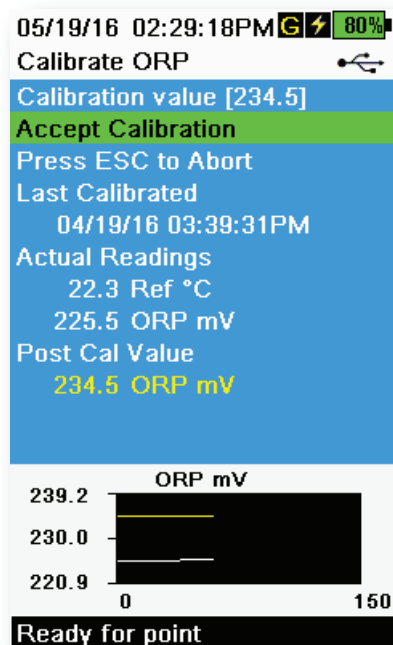 05/19/16 02:29:18PM G 80%
Calibrate ORP
Calibration value [234.5]
Accept Calibration
Press ESC to Abort
Last Calibrated
04/19/16 03:39:31PM
Actual Readings
22.3 Ref °C
225.5 ORP mV
Post Cal Value
234.5 ORP mV
ORP mV
239.2
230.0
220.9
0 150
Ready for point